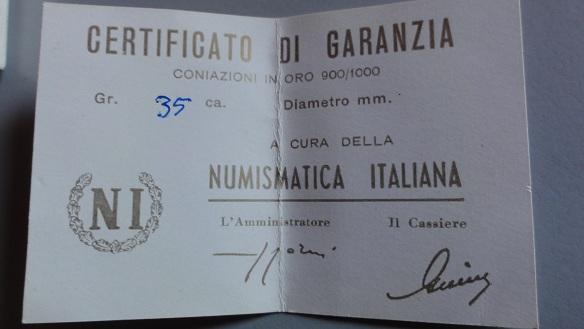 CERTIFICATO DI GARANZIA
CONIAZIONI IN ORO 900/1000
Gr. 35 ca. Diametro mm.
A CURA DELLA
NUMISMATICA ITALIANA
NI
L'Amministratore Il Cassiere